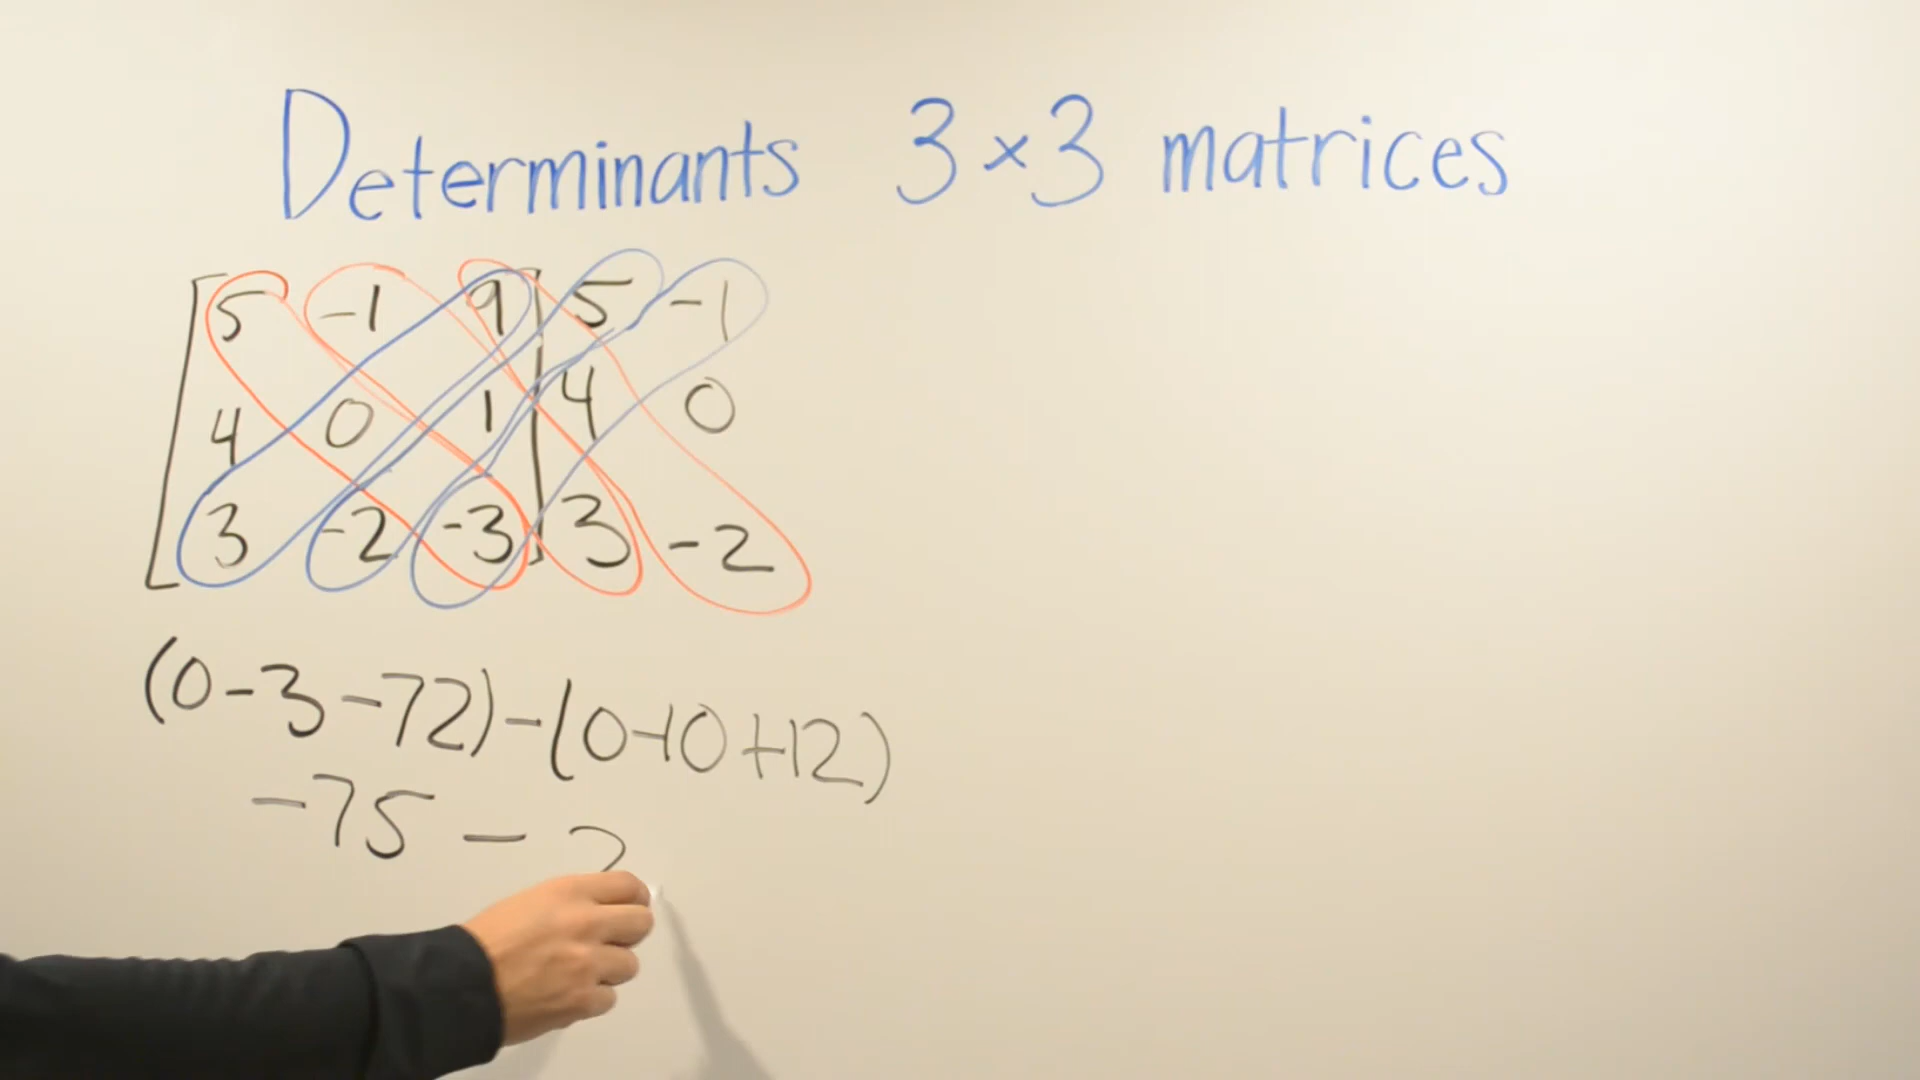 Determinants 3×3 matrices
5 -1 9 5 -1
4 0 1 4 0
3 -2 -3 3 -2
(0-3-72)-(0-10+12)
-75 - 2